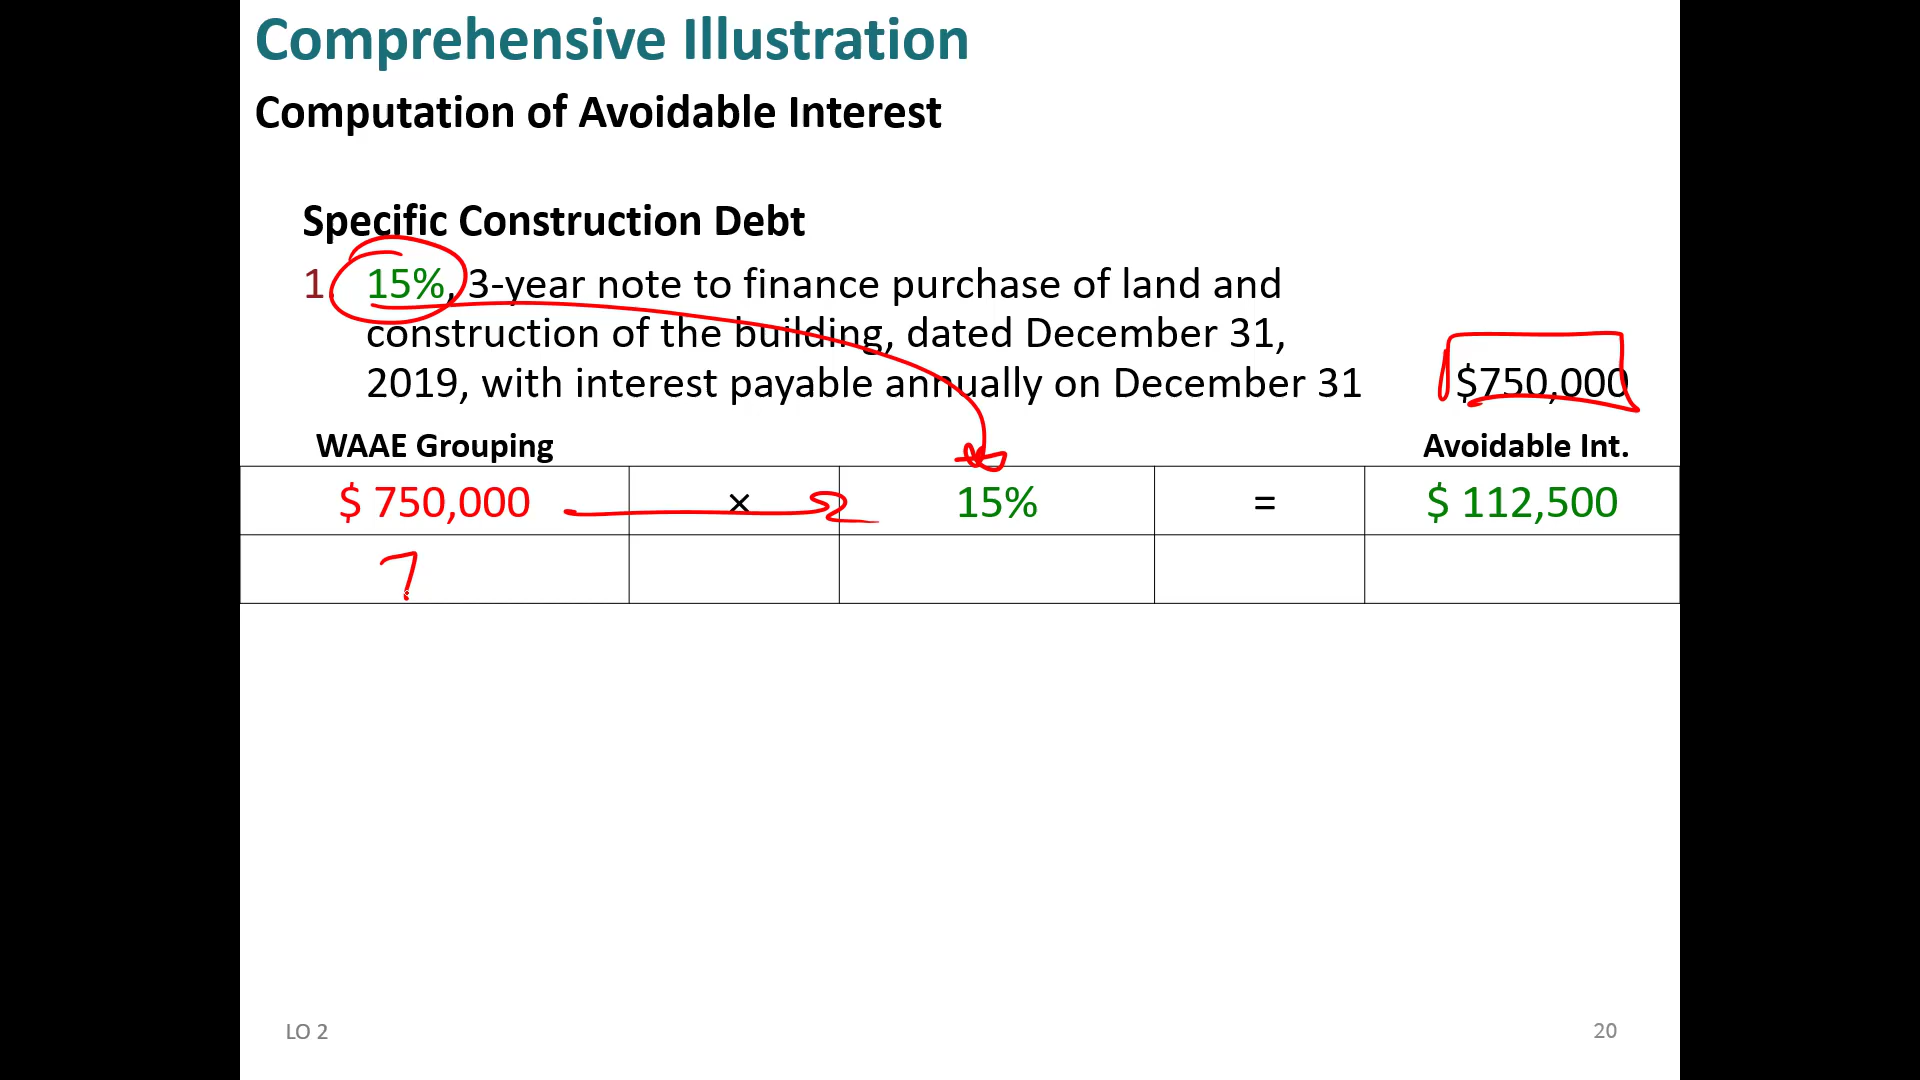 Comprehensive Illustration
Computation of Avoidable Interest
Specific Construction Debt
1 15%, 3-year note to finance purchase of land and
construction of the building, dated December 31,
2019, with interest payable annually on December 31 $750,000
WAAE Grouping Avoidable Int.
$ 750,000 × 15% = $ 112,500
7
LO 2 20